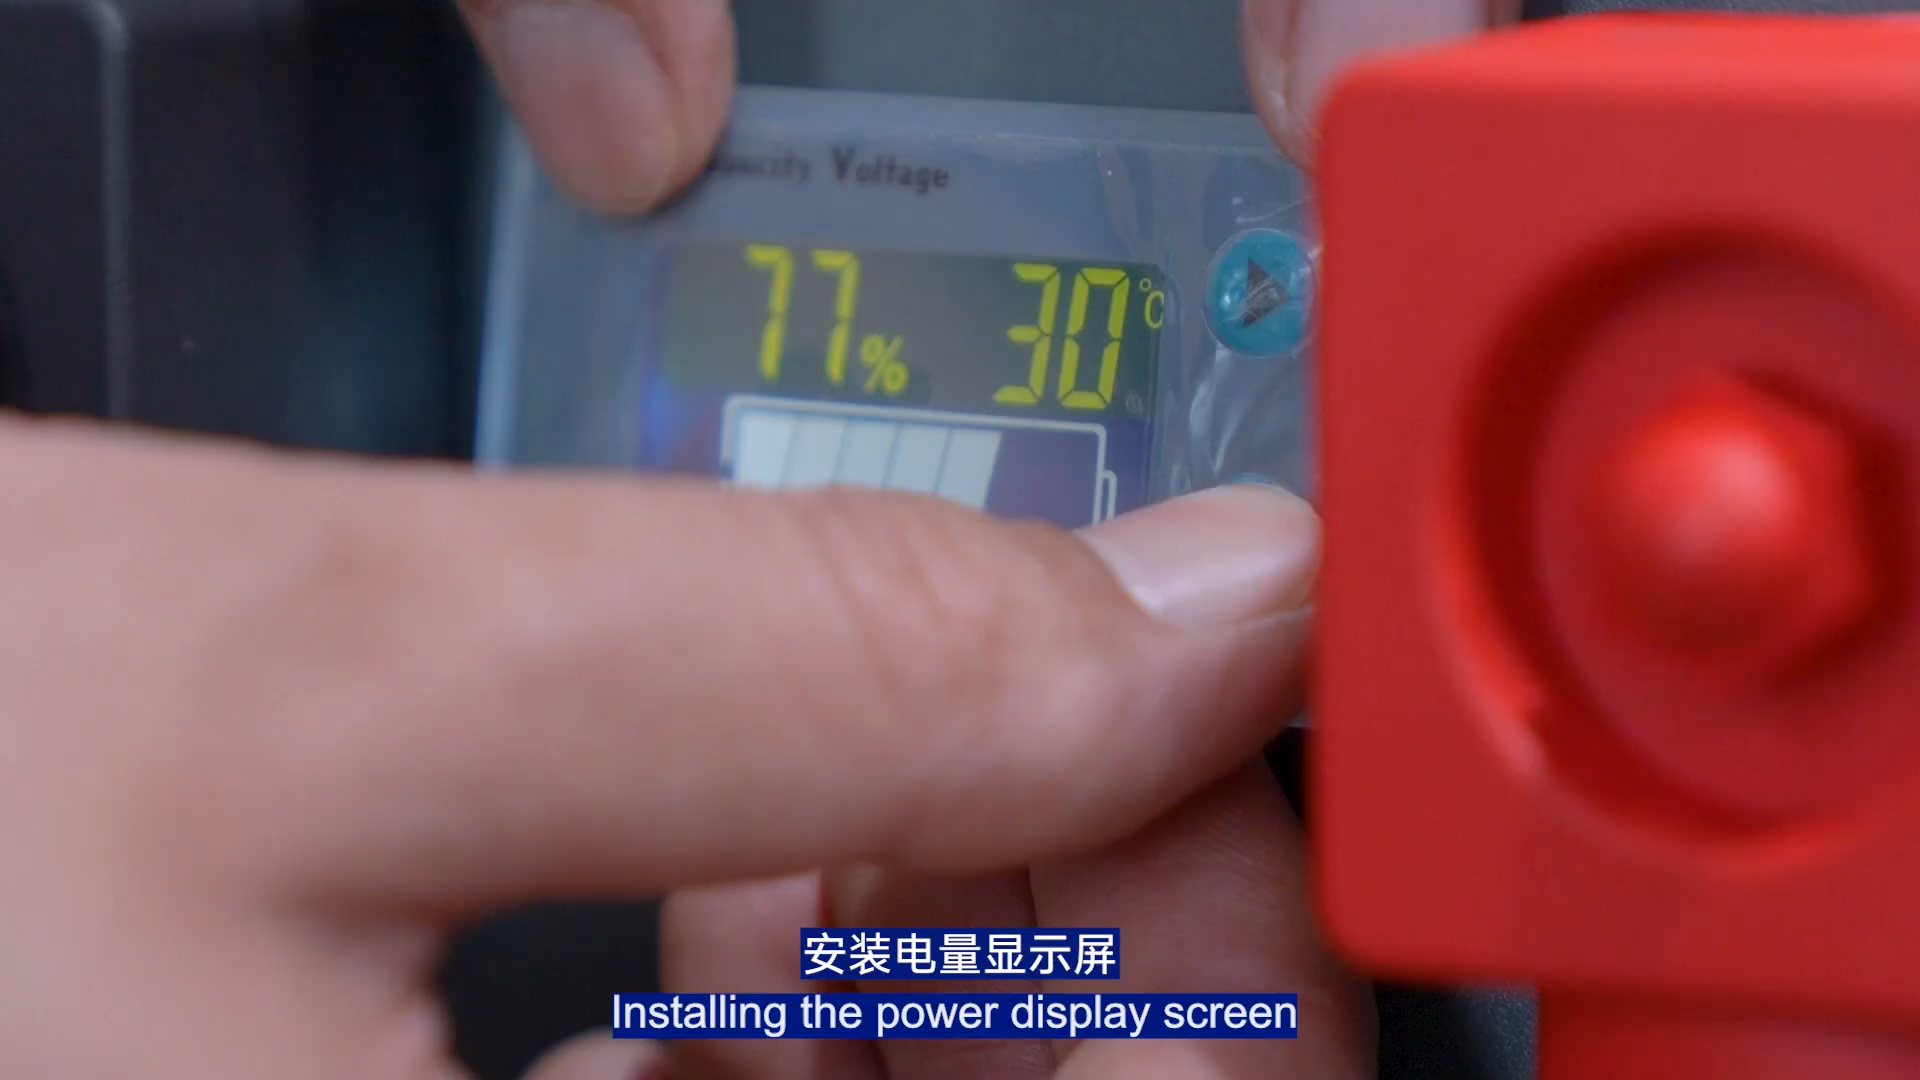 Voltage
77% 30°C
安装电量显示屏
Installing the power display screen